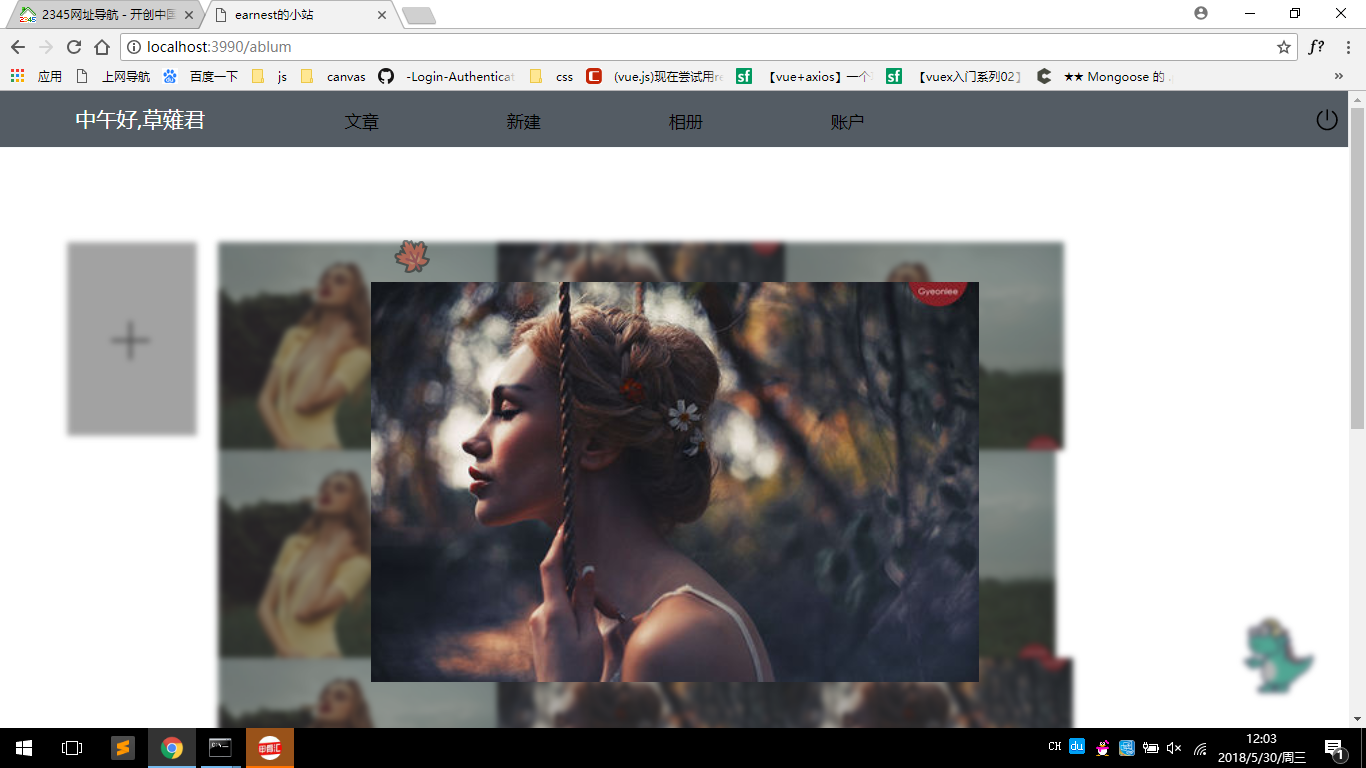 2345网址导航 - 开创中国
earnest的小站
localhost:3990/ablum
f?
应用
上网导航
百度一下
js
canvas
-Login-Authenticat
css
(vue.js)现在尝试用re
【vue+axios】一个
【vuex入门系列02】
★★ Mongoose 的
»
中午好,草薙君
文章
新建
相册
账户
Gyeonlee
CH
du
12:03
2018/5/30/周三
1